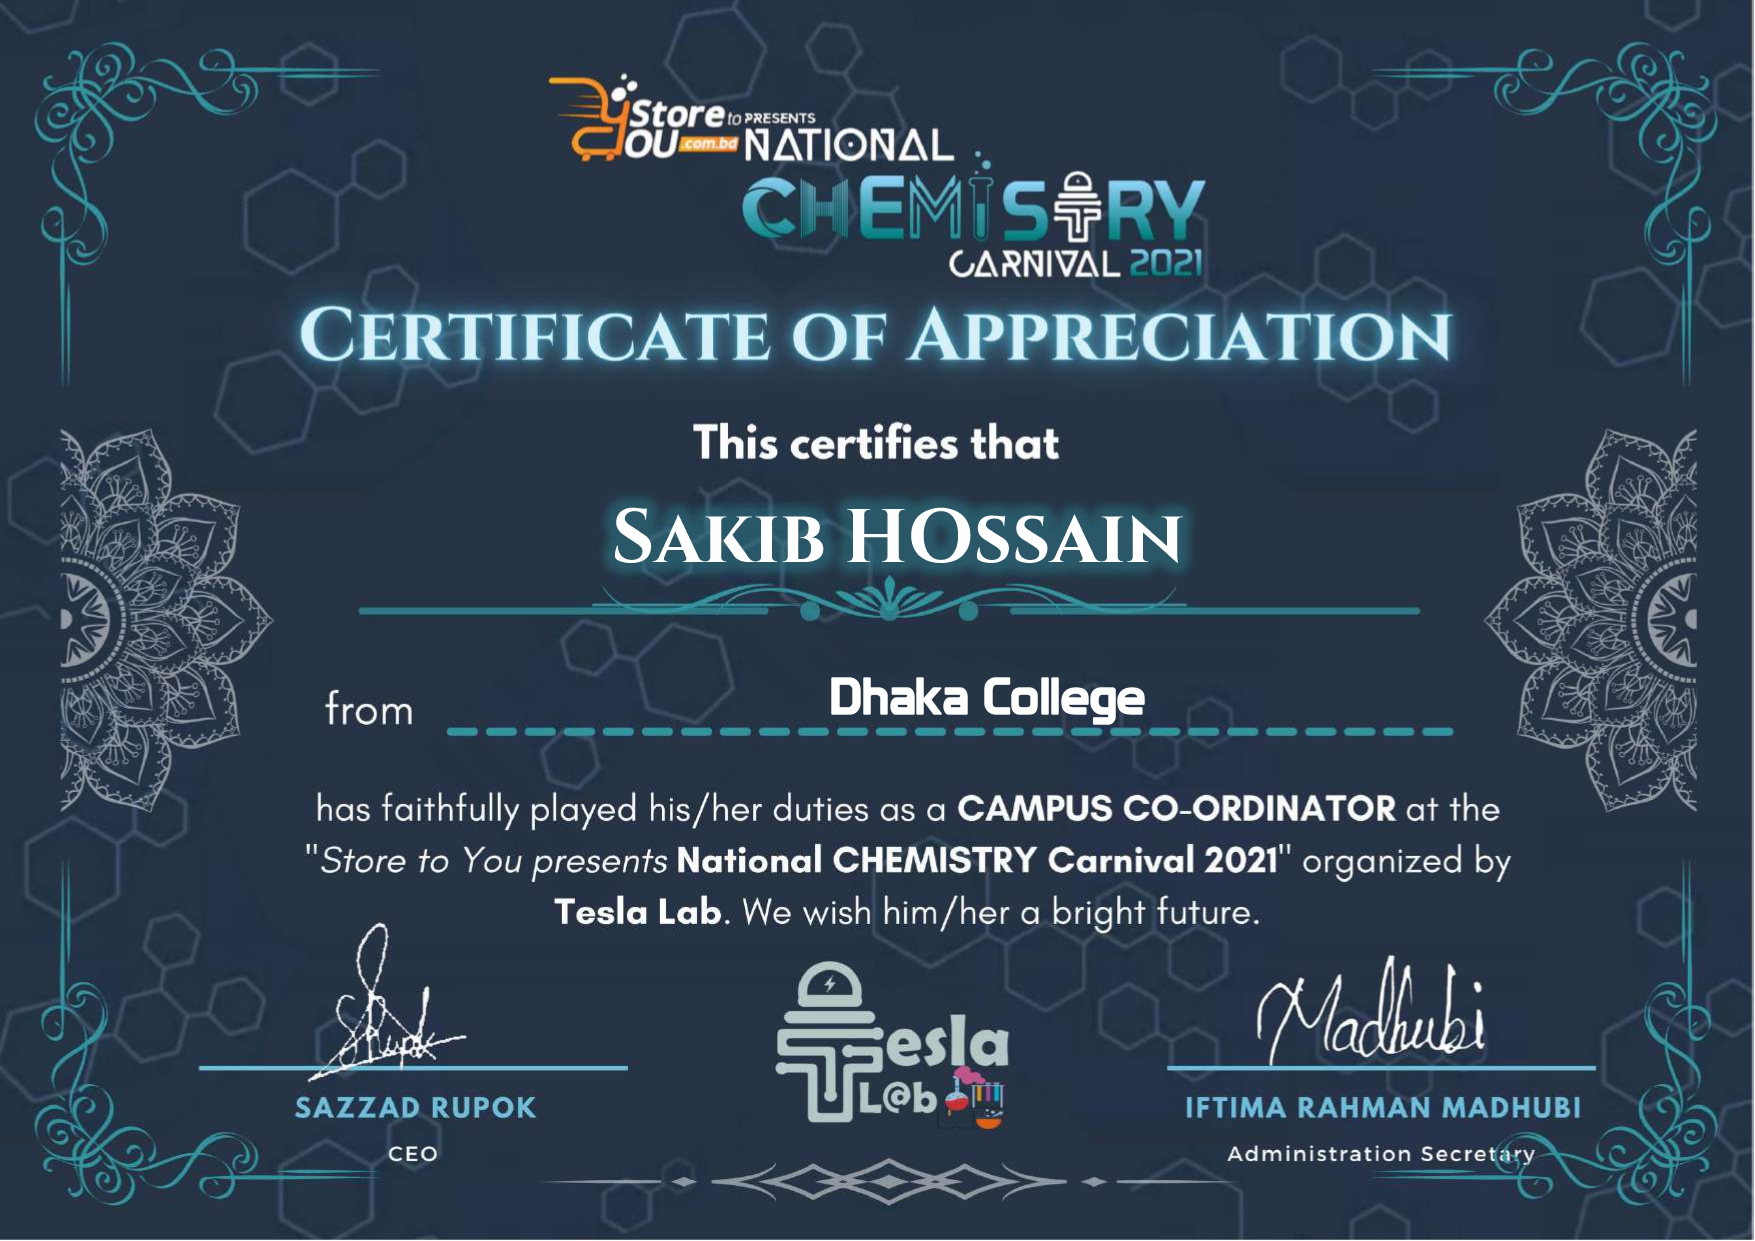 Store to PRESENTS
YOU .com.bd NATIONAL
CHEMISTRY
CARNIVAL 2021
CERTIFICATE OF APPRECIATION
This certifies that
SAKIB HOSSAIN
from Dhaka College
has faithfully played his/her duties as a CAMPUS CO-ORDINATOR at the
"Store to You presents National CHEMISTRY Carnival 2021" organized by
Tesla Lab. We wish him/her a bright future.
Rupok
Madhubi
Tesla
L@b
SAZZAD RUPOK
IFTIMA RAHMAN MADHUBI
CEO
Administration Secretary